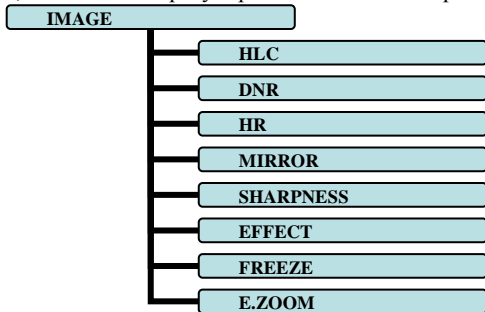 IMAGE
HLC
DNR
HR
MIRROR
SHARPNESS
EFFECT
FREEZE
E.ZOOM